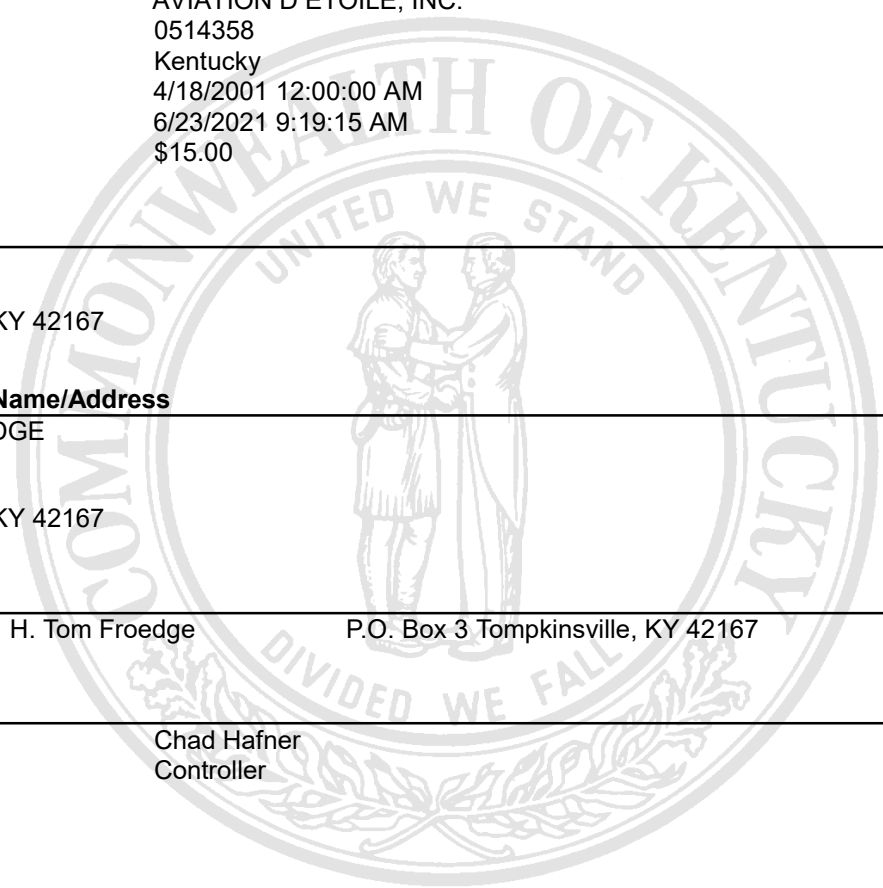 AVIATION D ETOILE, INC.
0514358
Kentucky
4/18/2001 12:00:00 AM
6/23/2021 9:19:15 AM
$15.00
COMMONWEALTH OF KENTUCKY
UNITED WE STAND
KY 42167
Name/Address
DGE
KY 42167
H. Tom Froedge P.O. Box 3 Tompkinsville, KY 42167
DIVIDED WE FALL
Chad Hafner
Controller